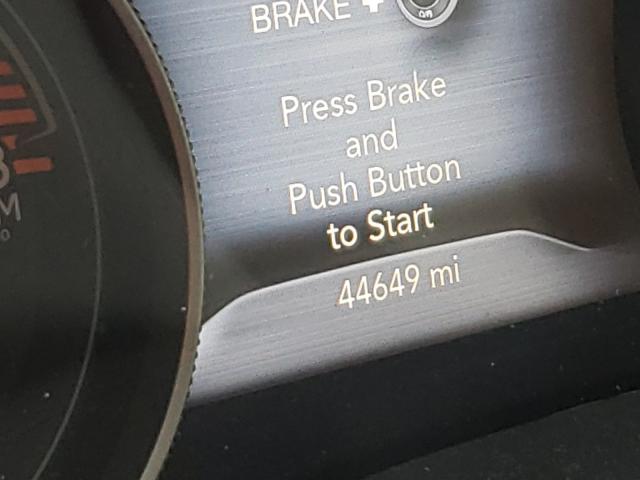 BRAKE +
Press Brake
and
Push Button
to Start
44649 mi